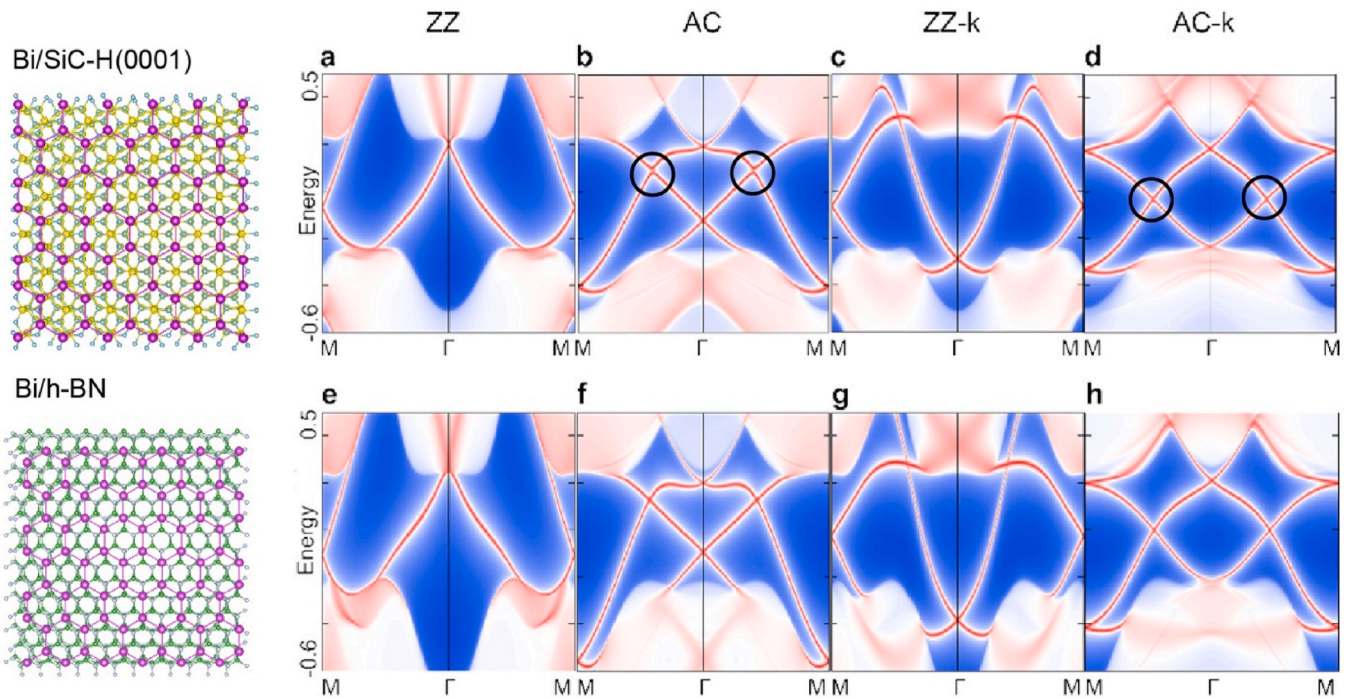 ZZ AC ZZ-k AC-k
Bi/SiC-H(0001)
a b c d
0.5
Energy
-0.6
M Γ M M Γ M M Γ M M Γ M
Bi/h-BN
e f g h
0.5
Energy
-0.6
M Γ M M Γ M M Γ M M Γ M